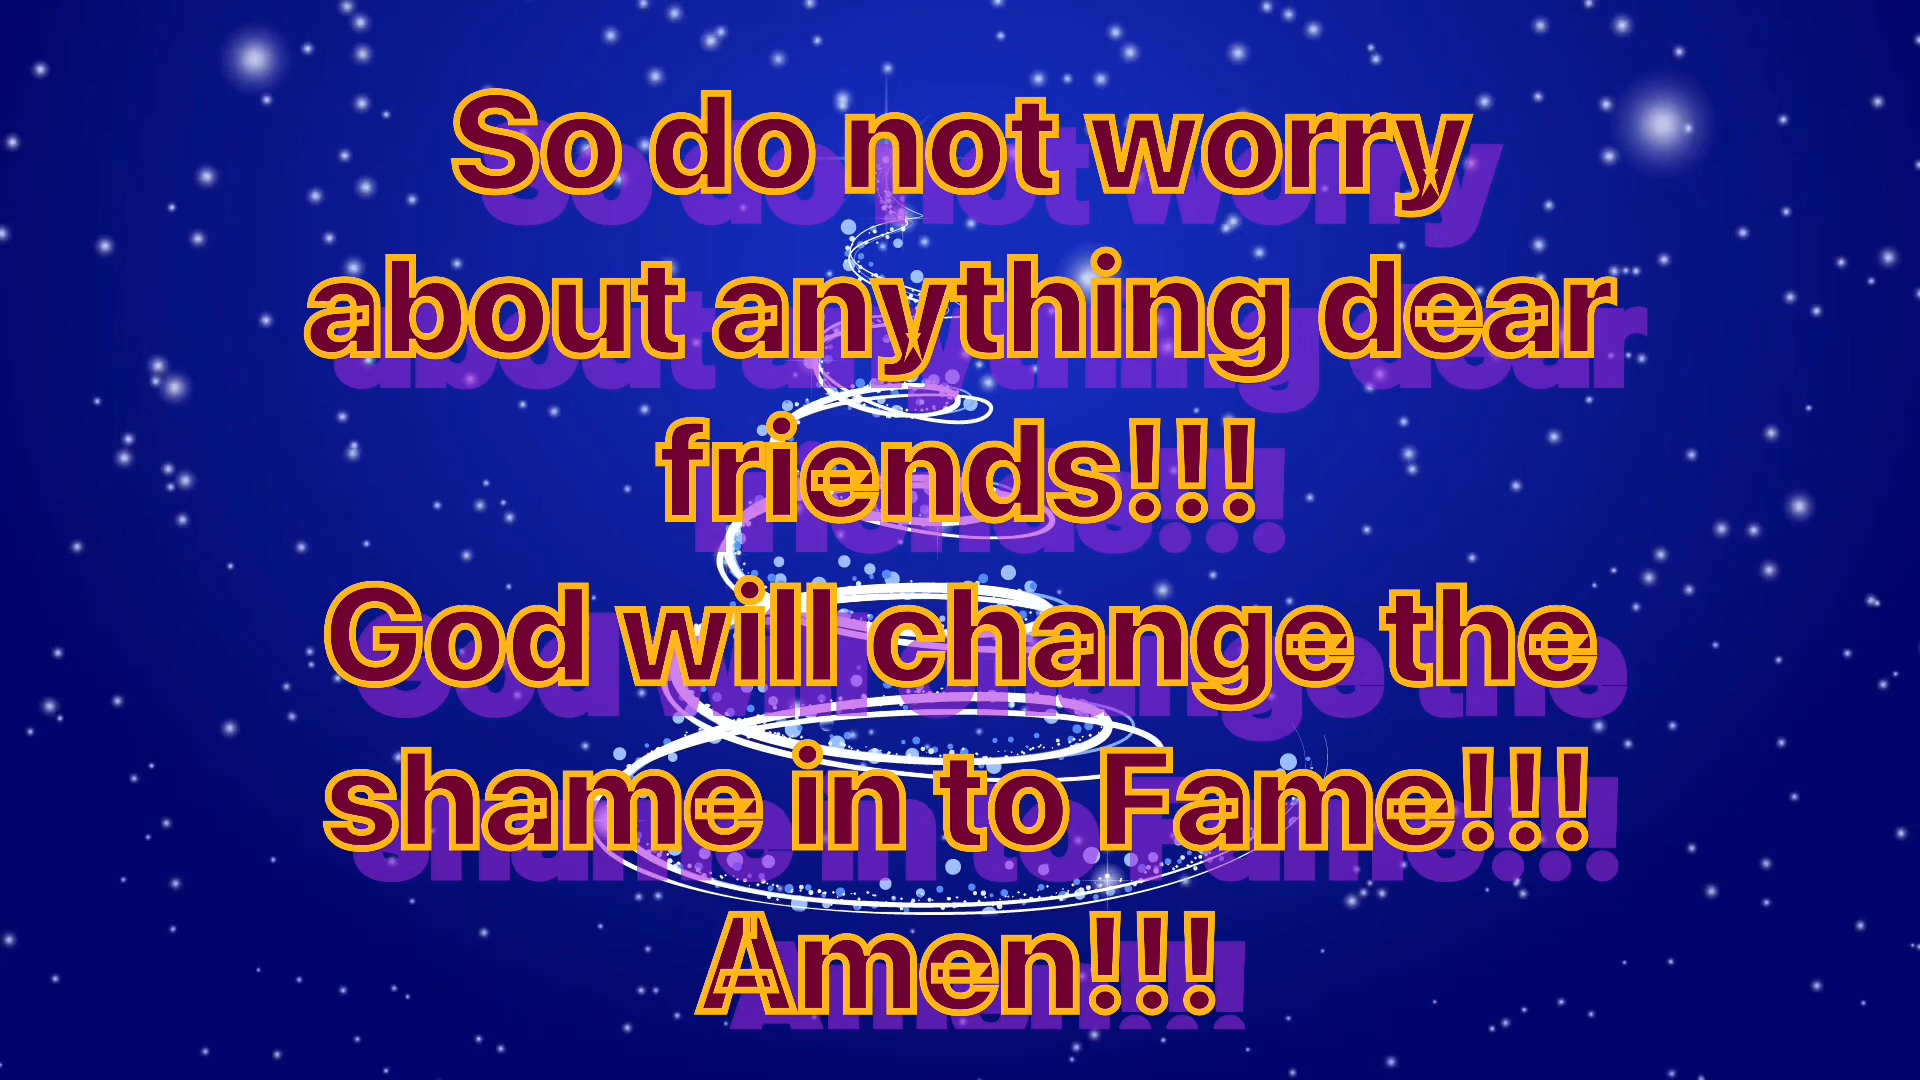 So do not worry
about anything dear
friends!!!
God will change the
shame in to Fame!!!
Amen!!!